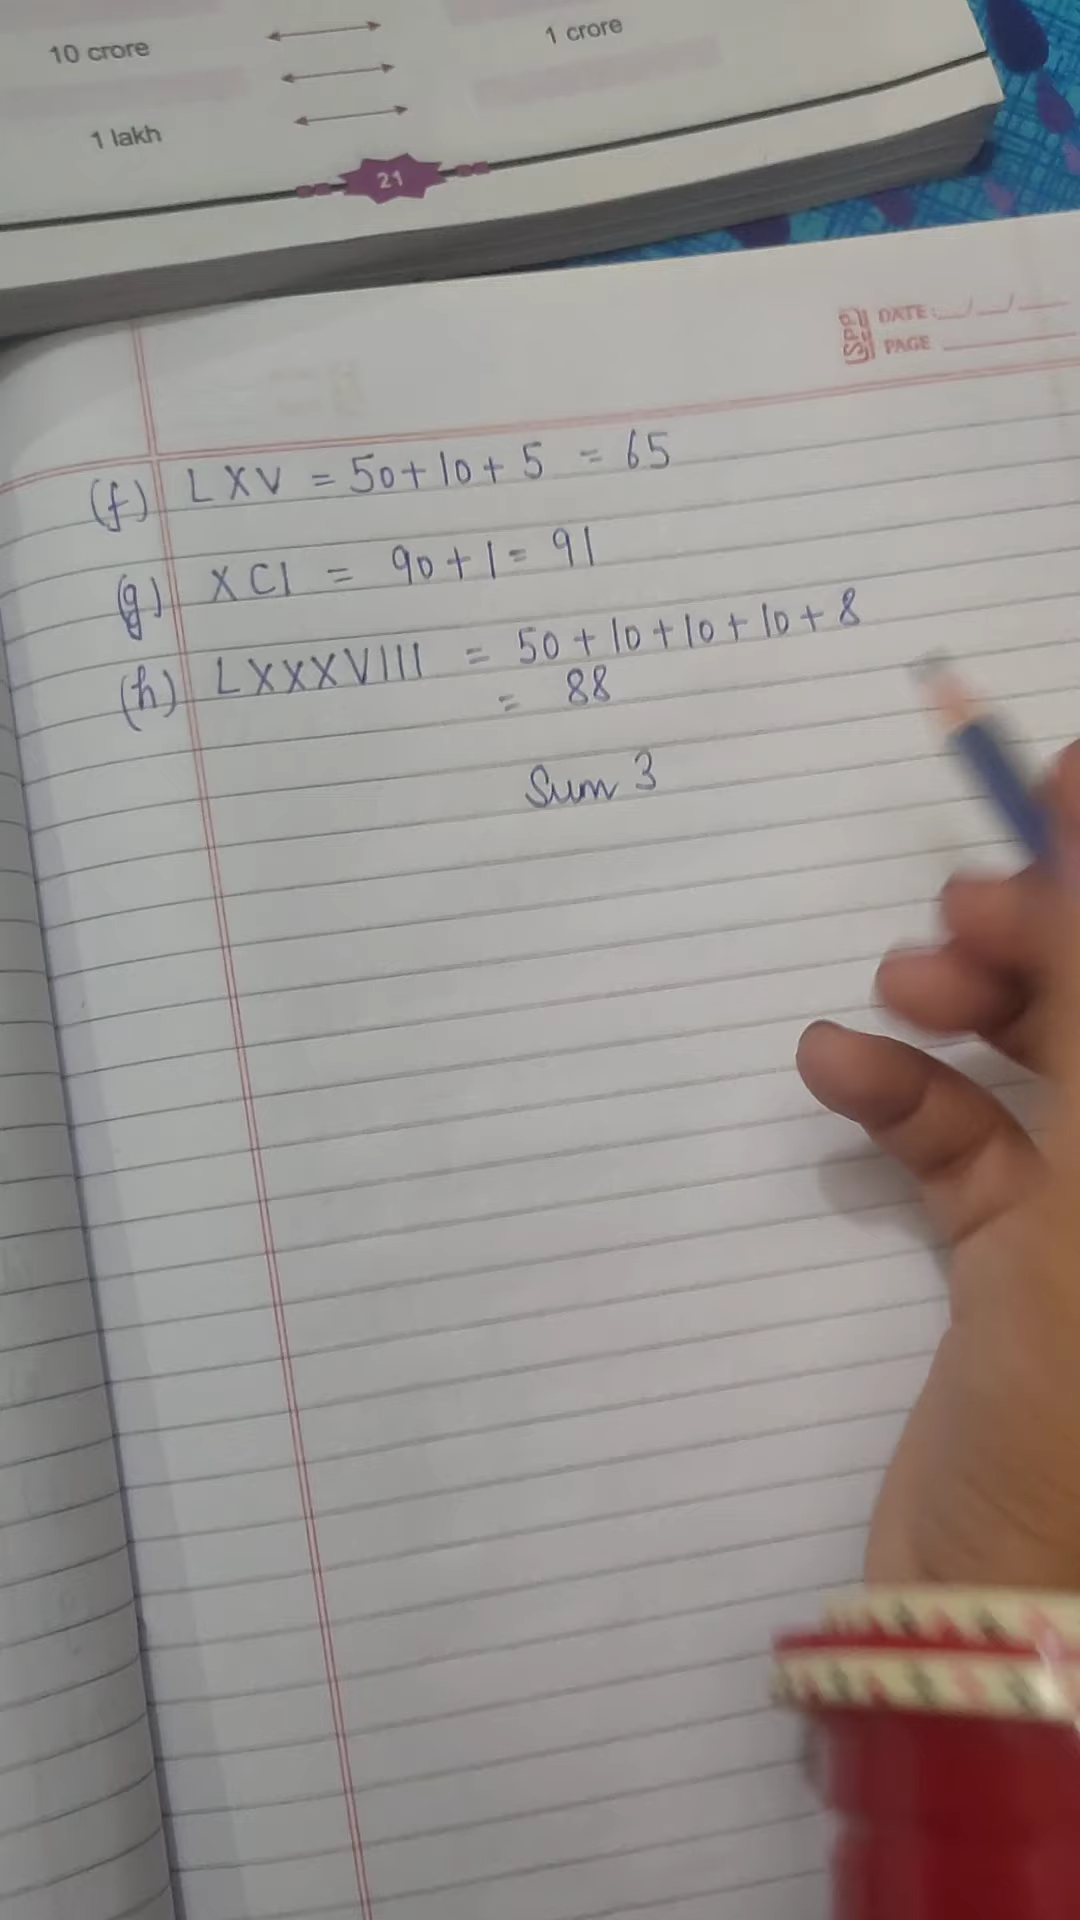 10 crore 1 crore
1 lakh
21
DATE
PAGE
(f) LXV = 50+10+5 = 65
(g) XCI = 90+1= 91
(h) LXXXVIII = 50+10+10+10+8
= 88
Sum 3